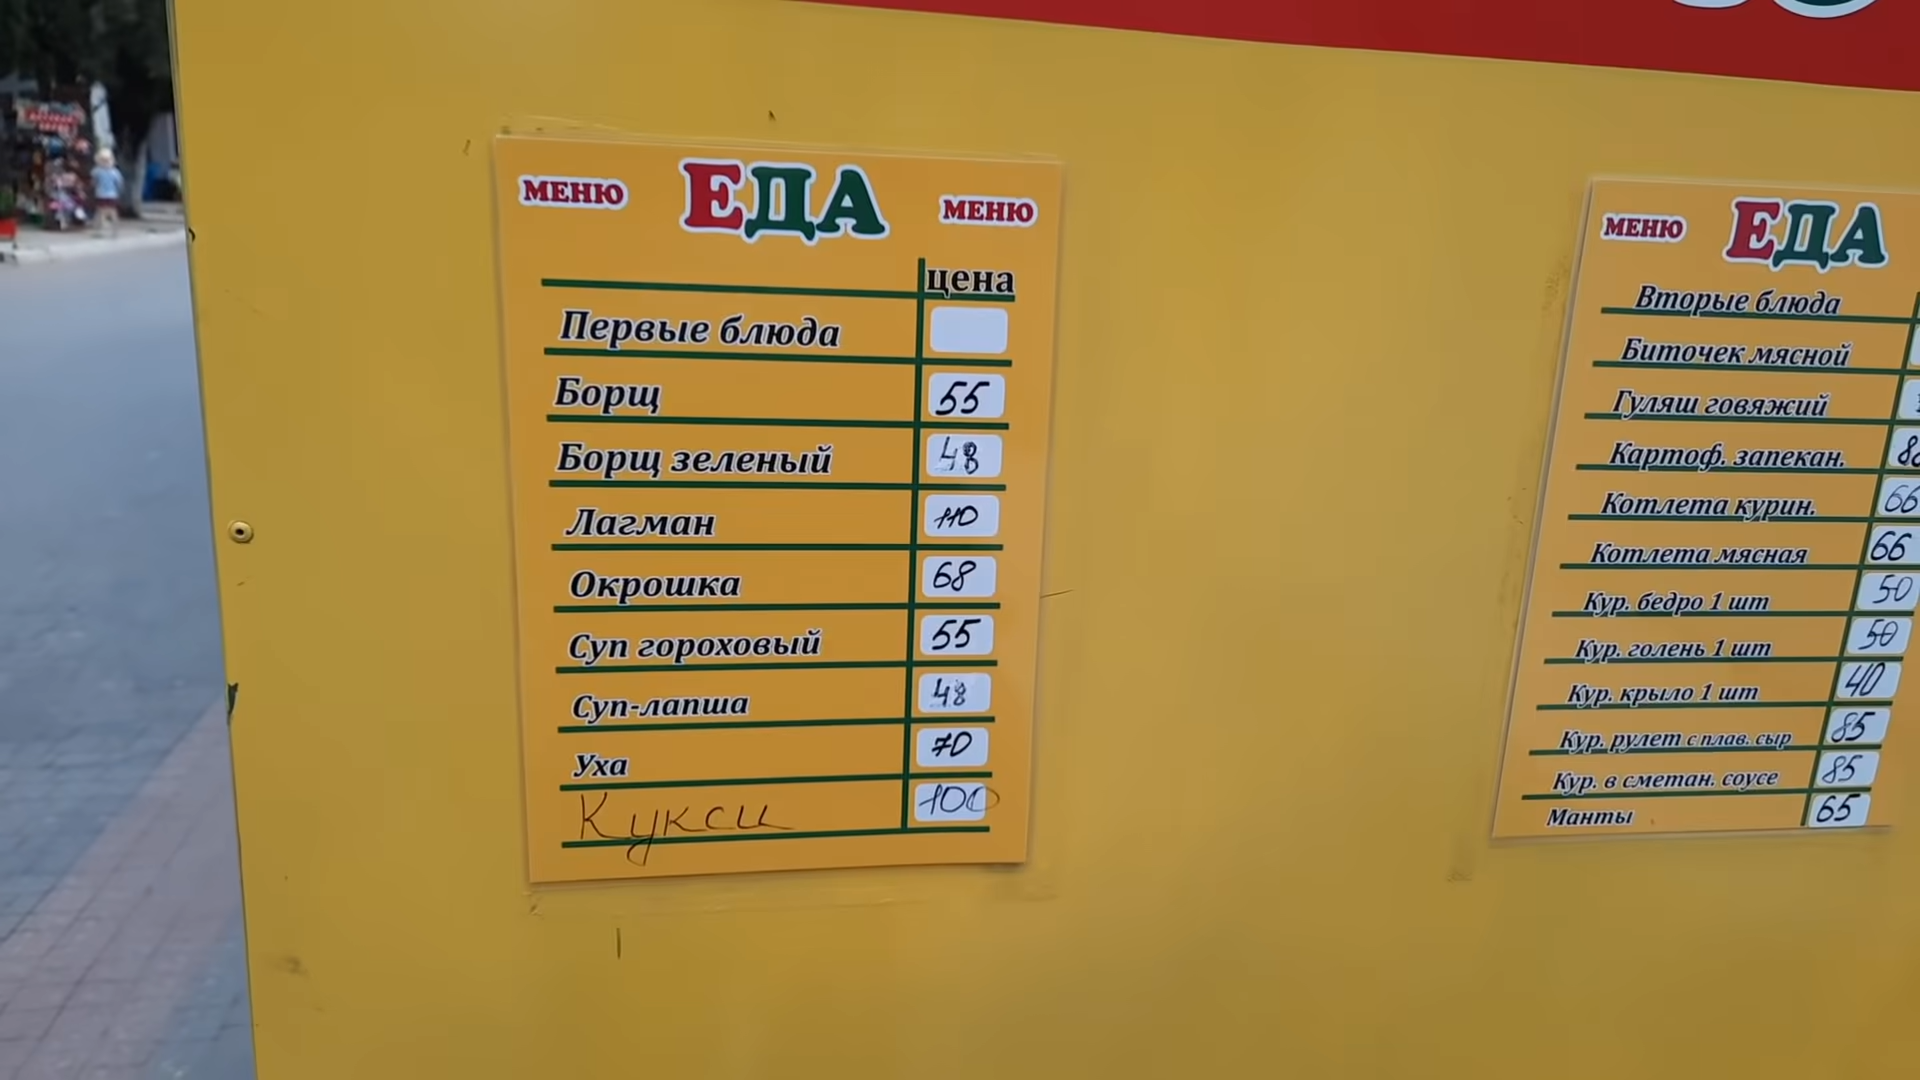 МЕНЮ ЕДА МЕНЮ
цена
Первые блюда
Борщ 55
Борщ зеленый 48
Лагман 110
Окрошка 68
Суп гороховый 55
Суп-лапша 48
Уха 70
Кукси 100
МЕНЮ ЕДА
Вторые блюда
Биточек мясной
Гуляш говяжий
Картоф. запекан.
Котлета курин. 66
Котлета мясная 66
Кур. бедро 1 шт 50
Кур. голень 1 шт 50
Кур. крыло 1 шт 40
Кур. рулет с плав. сыр 85
Кур. в сметан. соусе 85
Манты 65